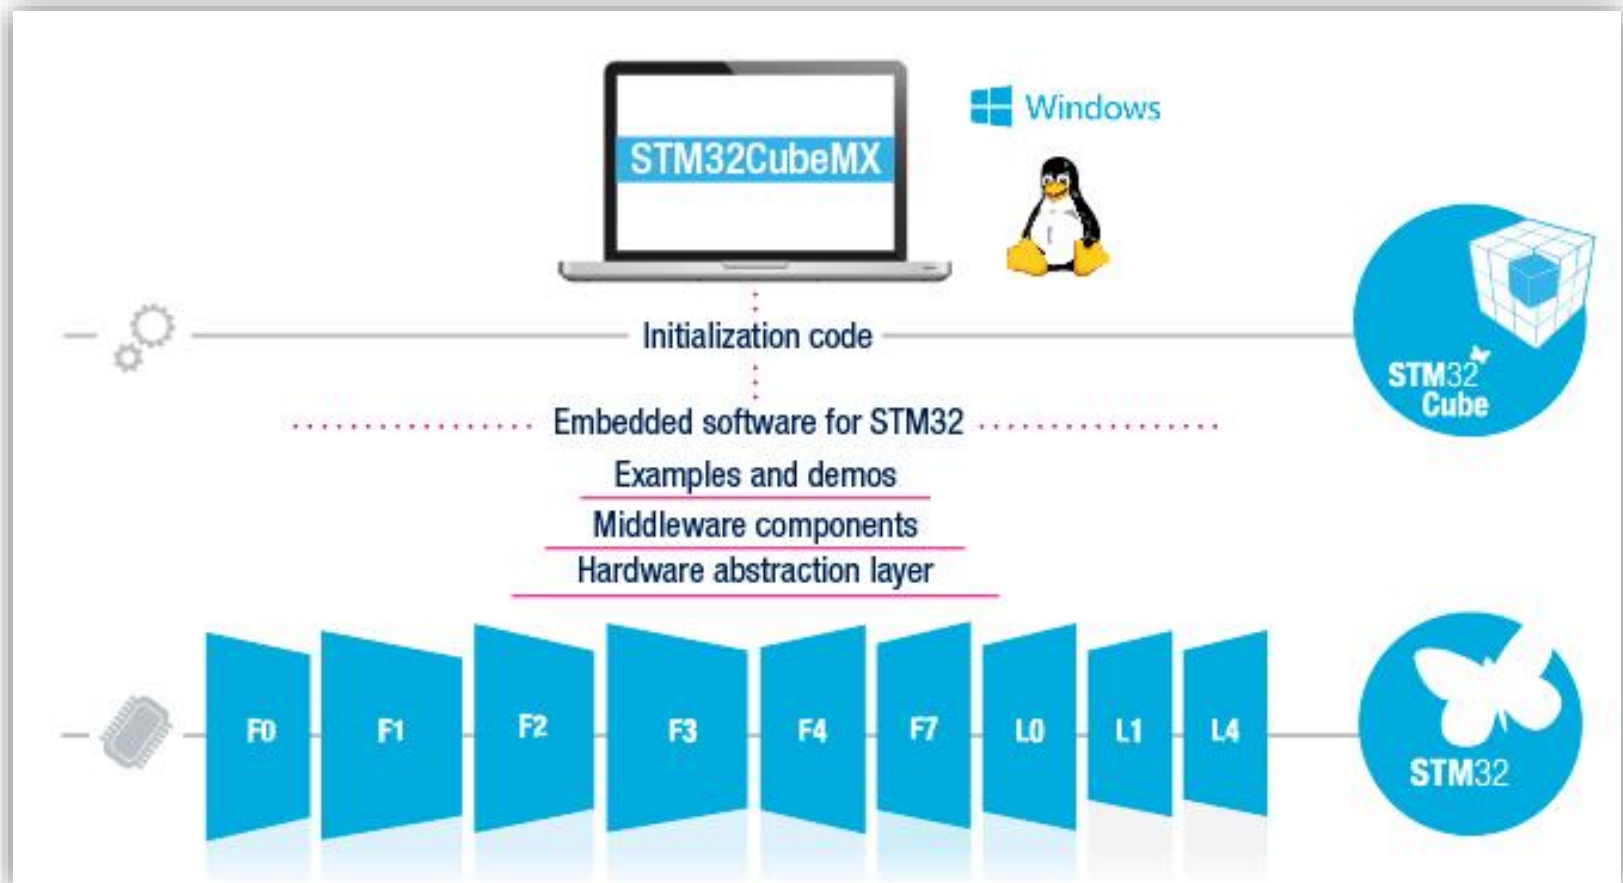 STM32CubeMX
Windows
Initialization code
STM32
Cube
Embedded software for STM32
Examples and demos
Middleware components
Hardware abstraction layer
F0 F1 F2 F3 F4 F7 L0 L1 L4
STM32